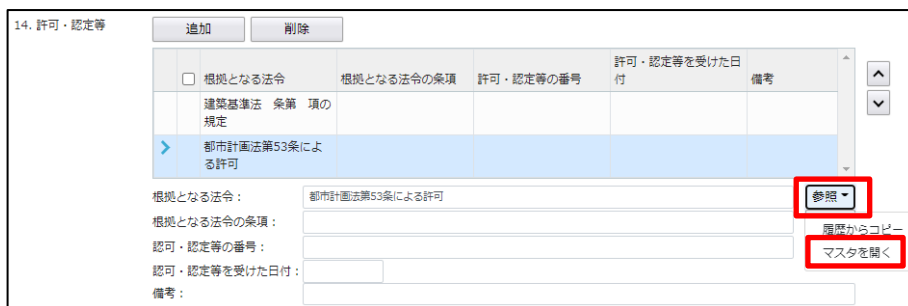 14. 許可・認定等
追加 削除
根拠となる法令 根拠となる法令の条項 許可・認定等の番号 許可・認定等を受けた日付 備考
建築基準法　条第　項の
規定
都市計画法第53条によ
る許可
根拠となる法令： 都市計画法第53条による許可 参照
根拠となる法令の条項：
履歴からコピー
認可・認定等の番号：
マスタを開く
認可・認定等を受けた日付：
備考：